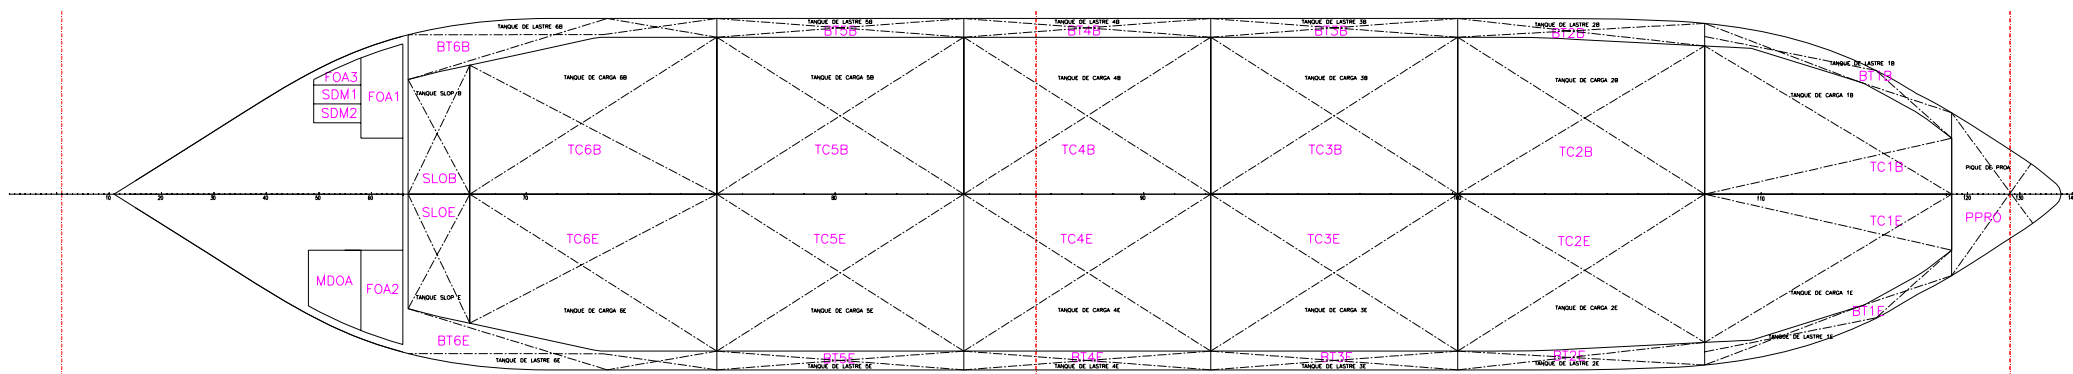 TANQUE DE LASTRE 6B
TANQUE DE LASTRE 5B
TANQUE DE LASTRE 4B
TANQUE DE LASTRE 3B
TANQUE DE LASTRE 2B
BT6B
BT5B
BT4B
BT3B
BT2B
TANQUE DE LASTRE 1B
BT1B
FOA3
SDM1
SDM2
FOA1
TANQUE SLOP B
TANQUE DE CARGA 6B
TANQUE DE CARGA 5B
TANQUE DE CARGA 4B
TANQUE DE CARGA 3B
TANQUE DE CARGA 2B
TANQUE DE CARGA 1B
TC6B
TC5B
TC4B
TC3B
TC2B
TC1B
PIQUE DE PROA
SLOB
10 20 30 40 50 60 70 80 90 100 110 120 130 14
SLOE
TC6E
TC5E
TC4E
TC3E
TC2E
TC1E
PPRO
MDOA
FOA2
TANQUE SLOP E
TANQUE DE CARGA 6E
TANQUE DE CARGA 5E
TANQUE DE CARGA 4E
TANQUE DE CARGA 3E
TANQUE DE CARGA 2E
TANQUE DE CARGA 1E
BT1E
TANQUE DE LASTRE 1E
BT6E
BT5E
BT4E
BT3E
BT2E
TANQUE DE LASTRE 6E
TANQUE DE LASTRE 5E
TANQUE DE LASTRE 4E
TANQUE DE LASTRE 3E
TANQUE DE LASTRE 2E